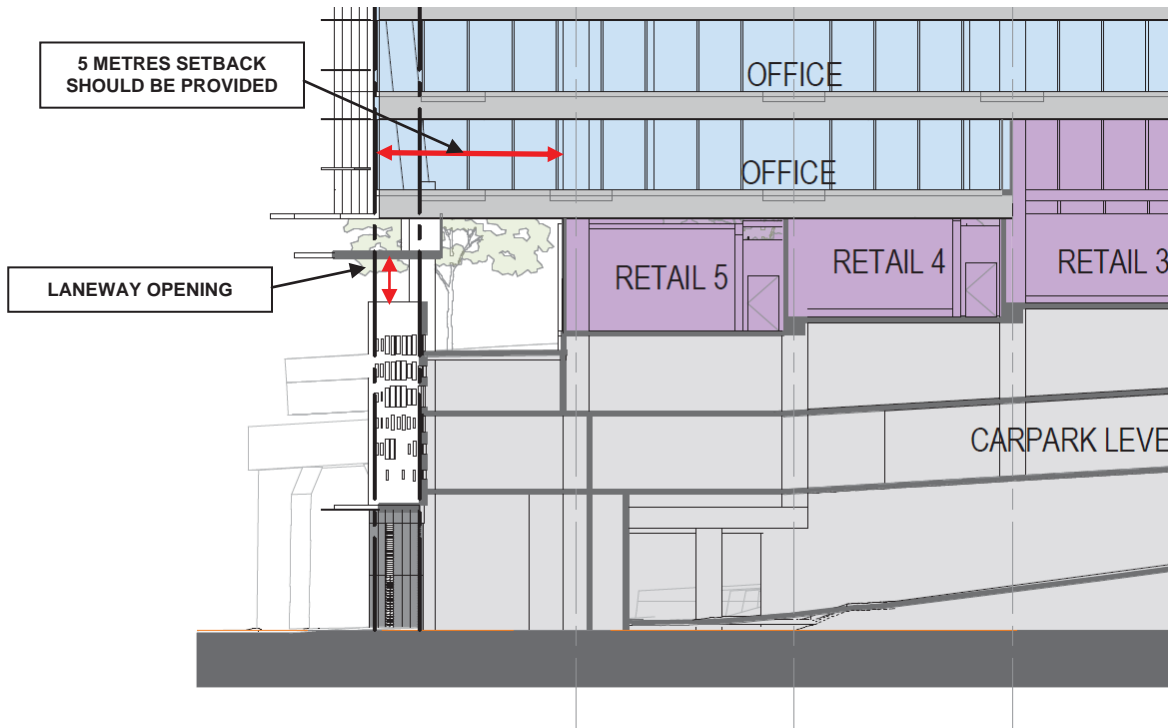 5 METRES SETBACK
SHOULD BE PROVIDED
OFFICE
OFFICE
LANEWAY OPENING
RETAIL 5
RETAIL 4
RETAIL 3
CARPARK LEVE